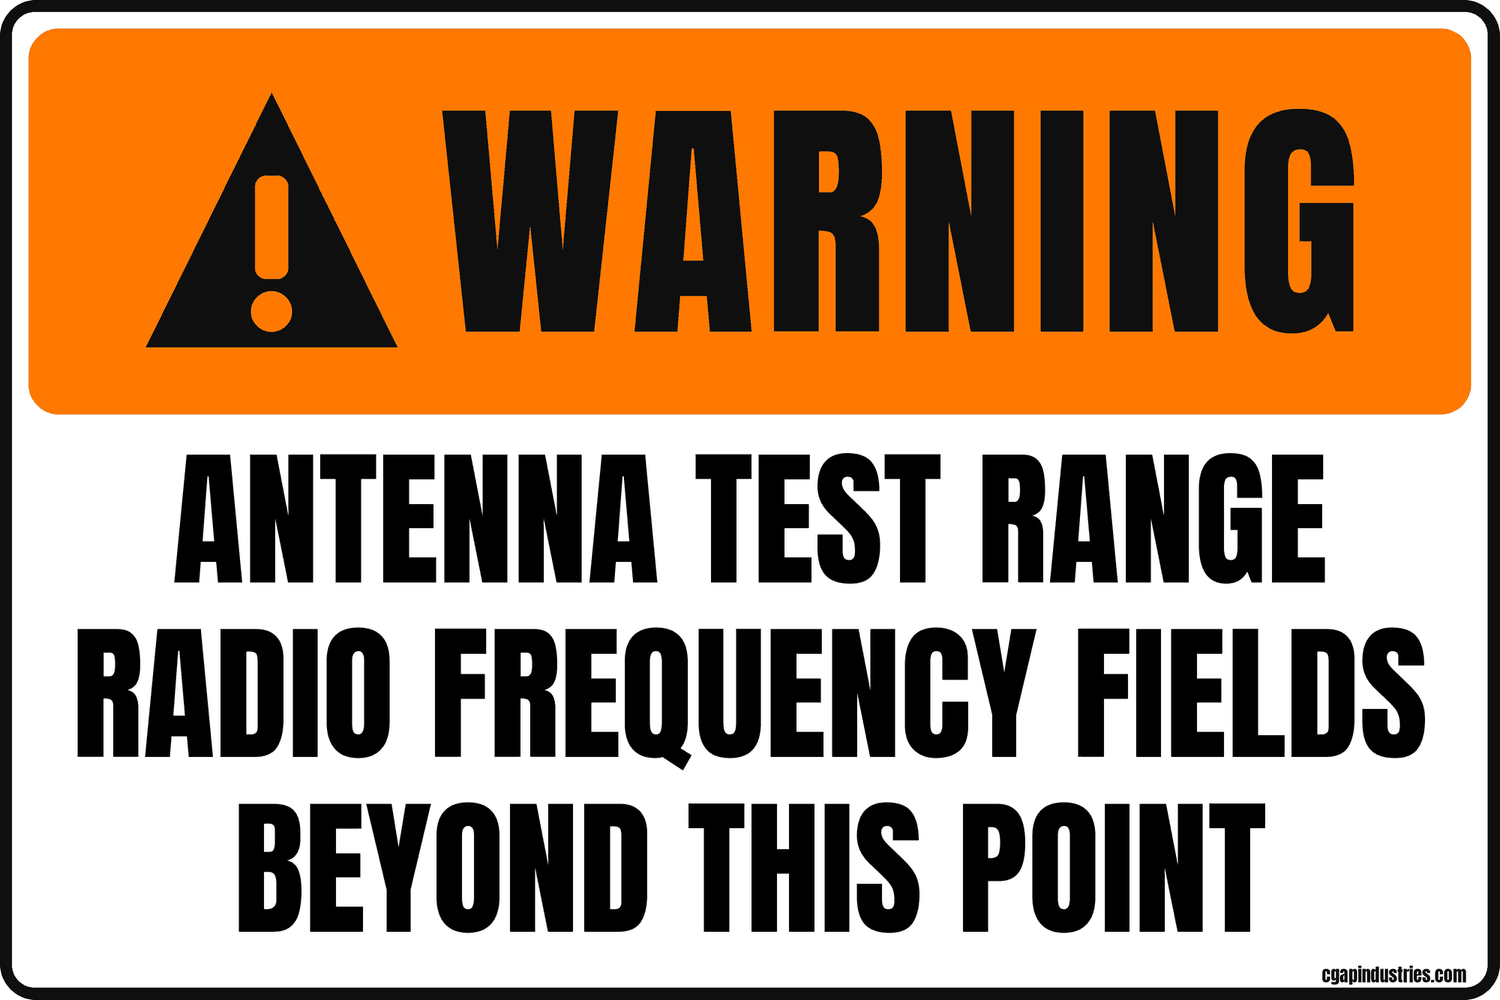 WARNING
ANTENNA TEST RANGE
RADIO FREQUENCY FIELDS
BEYOND THIS POINT
cgapindustries.com